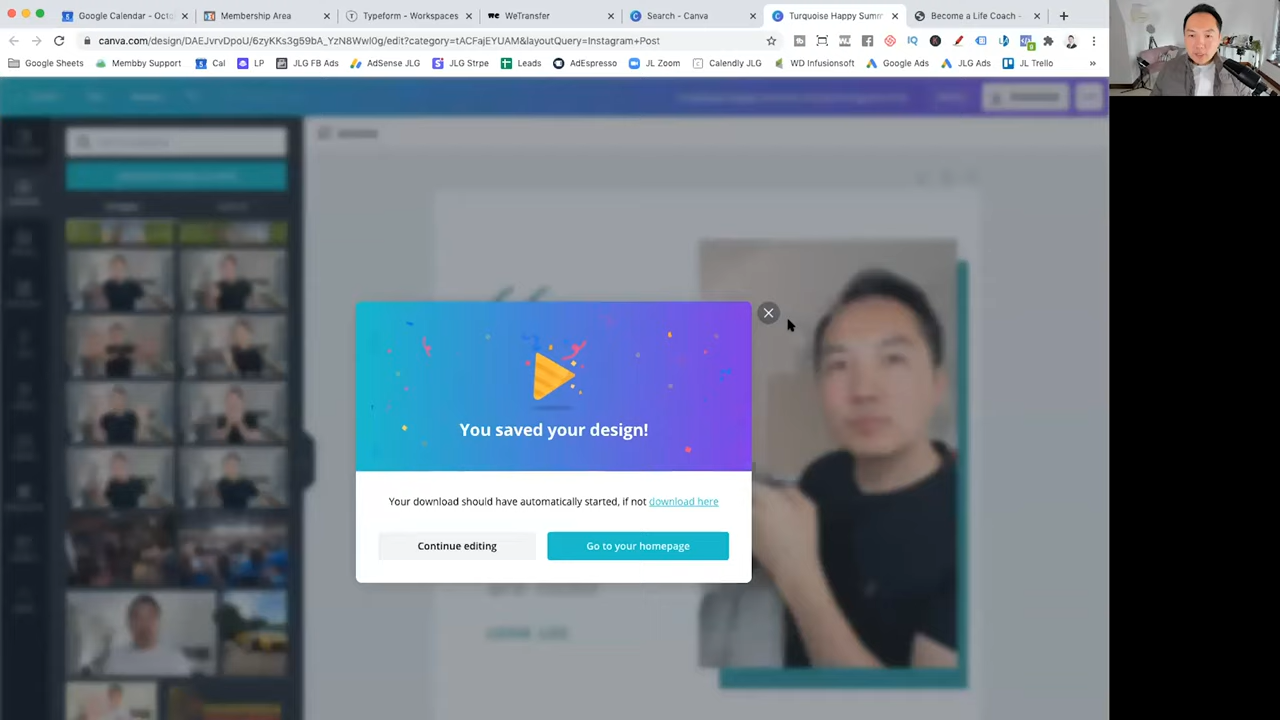 Google Calendar - Octo
Membership Area
Typeform - Workspaces
WeTransfer
Search - Canva
Turquoise Happy Summ
Become a Life Coach -
canva.com/design/DAEJvrvDpoU/6zyKKs3g59bA_YzN8Wwl0g/edit?category=tACFajEYUAM&layoutQuery=Instagram+Post
Google Sheets
Membby Support
Cal
LP
JLG FB Ads
AdSense JLG
JLG Strpe
Leads
AdEspresso
JL Zoom
Calendly JLG
WD Infusionsoft
Google Ads
JLG Ads
JL Trello
You saved your design!
Your download should have automatically started, if not download here
Continue editing
Go to your homepage